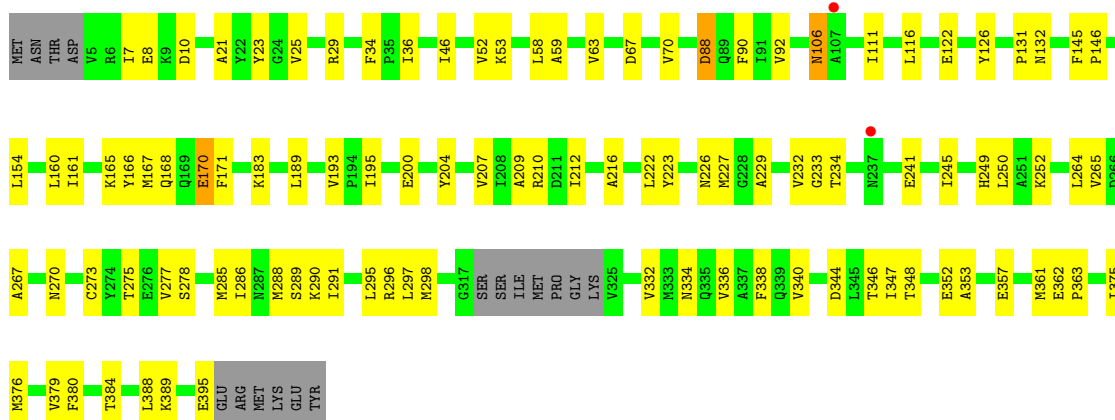 MET ASN THR ASP V5 R6 I7 E8 K9 D10 A21 Y22 Y23 G24 V25 R29 F34 P35 I36 I46 V52 K53 L58 A59 V63 D67 V70 D88 Q89 F90 I91 V92 N106 A107 I111 L116 E122 Y126 P131 N132 F145 P146
L154 L160 I161 K165 Y166 M167 Q168 Q169 E170 F171 K183 L189 V193 P194 I195 E200 Y204 V207 I208 A209 R210 D211 I212 A216 L222 Y223 N226 M227 G228 A229 V232 G233 T234 N237 E241 I245 H249 L250 A251 K252 L264 V265 D266
A267 N270 C273 Y274 T275 E276 V277 S278 M285 I286 N287 M288 S289 K290 I291 L295 R296 L297 M298 G317 SER SER ILE MET PRO GLY LYS V325 V332 M333 N334 Q335 V336 A337 F338 Q339 V340 D344 L345 T346 I347 T348 E352 A353 E357 M361 E362 P363 I375
M376 V379 F380 T384 L388 K389 E395 GLU ARG MET LYS GLU TYR